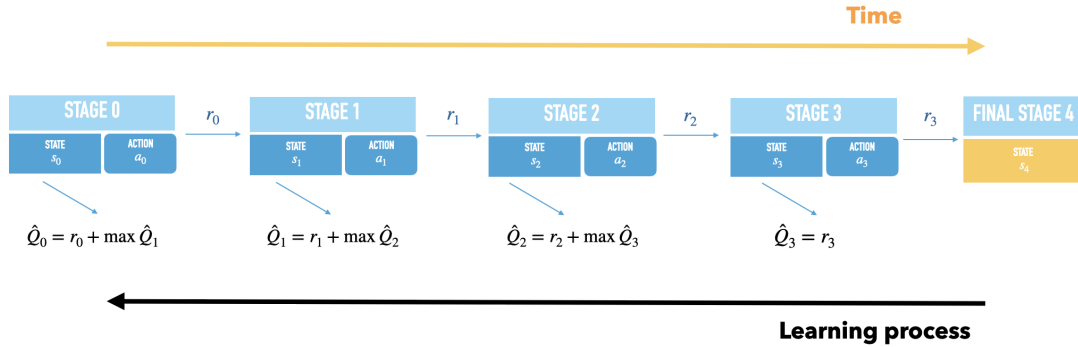 Time
STAGE 0
r₀
STAGE 1
r₁
STAGE 2
r₂
STAGE 3
r₃
FINAL STAGE 4
STATE
s₀
ACTION
a₀
STATE
s₁
ACTION
a₁
STATE
s₂
ACTION
a₂
STATE
s₃
ACTION
a₃
STATE
s₄
Q̂₀ = r₀ + max Q̂₁
Q̂₁ = r₁ + max Q̂₂
Q̂₂ = r₂ + max Q̂₃
Q̂₃ = r₃
Learning process